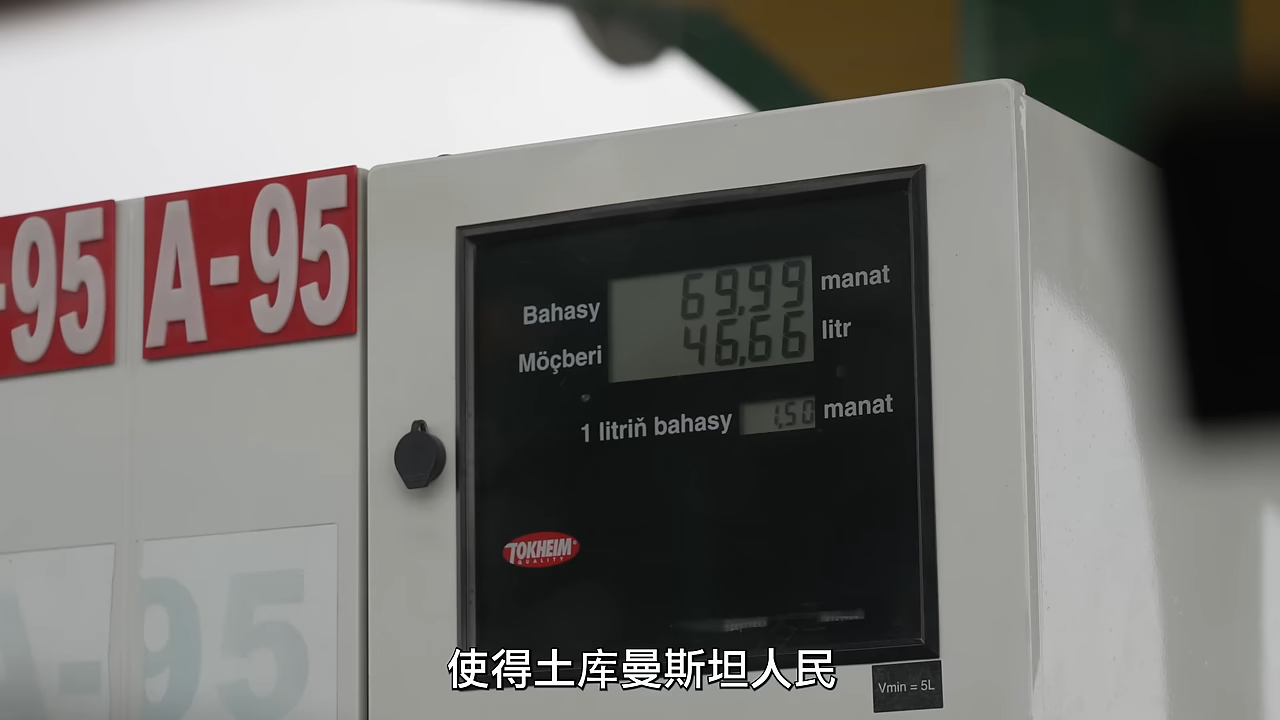 -95
A-95
Bahasy 69,99 manat
Möçberi 46,66 litr
1 litriň bahasy 1,50 manat
TOKHEIM
QUALITY
A-95
使得土库曼斯坦人民
Vmin = 5L